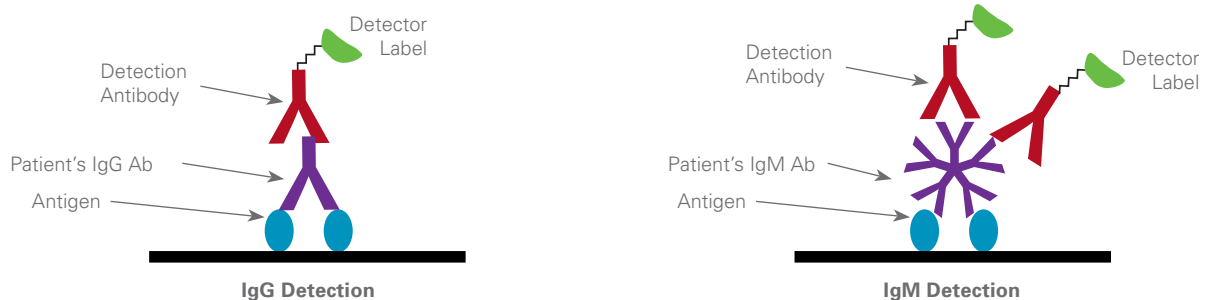 Detector
Label
Detection
Antibody
Patient's IgG Ab
Antigen
IgG Detection
Detection
Antibody
Detector
Label
Patient's IgM Ab
Antigen
IgM Detection